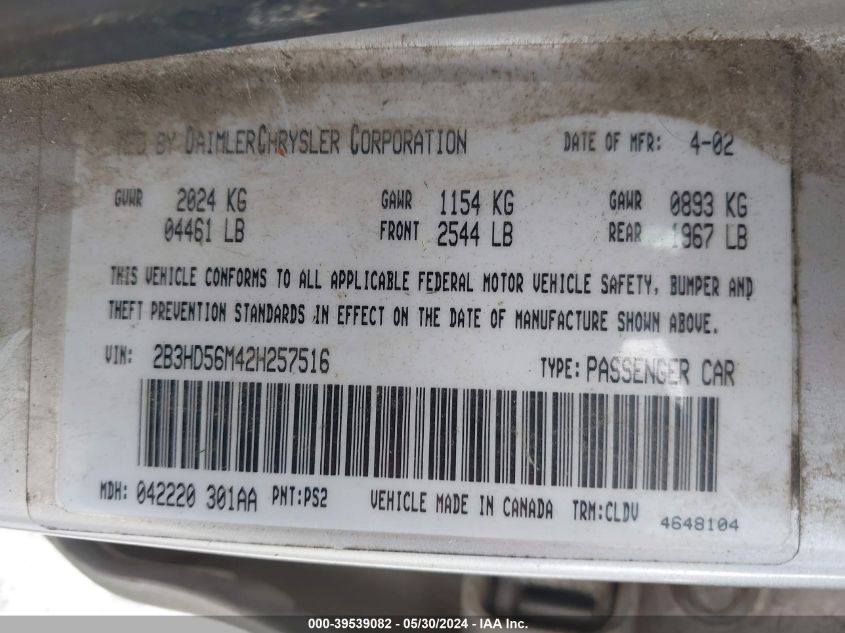 BY DAIMLERCHRYSLER CORPORATION DATE OF MFR: 4-02
GVWR 2024 KG GAWR 1154 KG GAWR 0893 KG
04461 LB FRONT 2544 LB REAR 1967 LB
THIS VEHICLE CONFORMS TO ALL APPLICABLE FEDERAL MOTOR VEHICLE SAFETY, BUMPER AND
THEFT PREVENTION STANDARDS IN EFFECT ON THE DATE OF MANUFACTURE SHOWN ABOVE.
VIN: 2B3HD56M42H257516 TYPE: PASSENGER CAR
MDH: 042220 301AA PNT:PS2 VEHICLE MADE IN CANADA TRM:CLDV 4648104
000-39539082 - 05/30/2024 - IAA Inc.